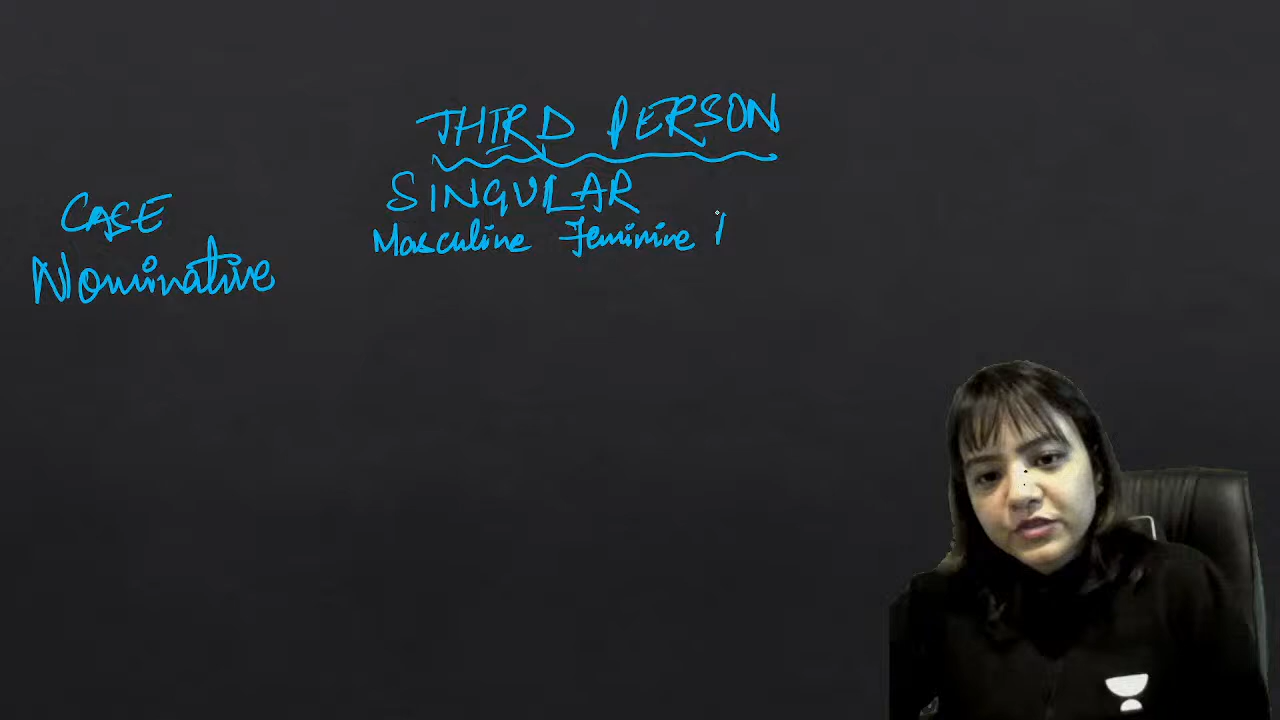 THIRD PERSON
SINGULAR
CASE
Masculine Feminine
Nominative